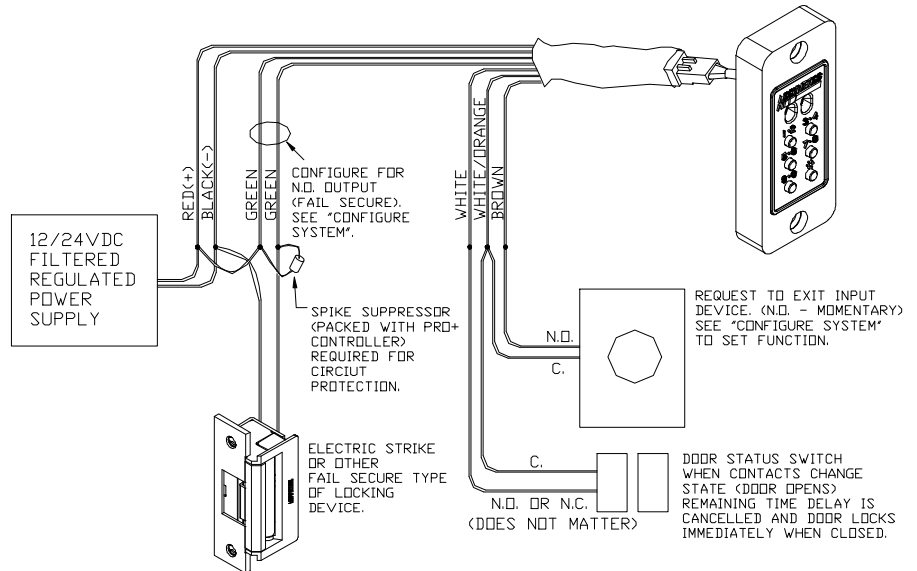 RED(+)
BLACK(-)
GREEN
GREEN
CONFIGURE FOR
N.O. OUTPUT
(FAIL SECURE).
SEE "CONFIGURE
SYSTEM".
WHITE
WHITE/ORANGE
BROWN
12/24VDC
FILTERED
REGULATED
POWER
SUPPLY
SPIKE SUPPRESSOR
(PACKED WITH PRO+
CONTROLLER)
REQUIRED FOR
CIRCIUT
PROTECTION.
N.O.
C.
REQUEST TO EXIT INPUT
DEVICE. (N.O. - MOMENTARY)
SEE "CONFIGURE SYSTEM"
TO SET FUNCTION.
ELECTRIC STRIKE
OR OTHER
FAIL SECURE TYPE
OF LOCKING
DEVICE.
C.
N.O. OR N.C.
(DOES NOT MATTER)
DOOR STATUS SWITCH
WHEN CONTACTS CHANGE
STATE (DOOR OPENS)
REMAINING TIME DELAY IS
CANCELLED AND DOOR LOCKS
IMMEDIATELY WHEN CLOSED.